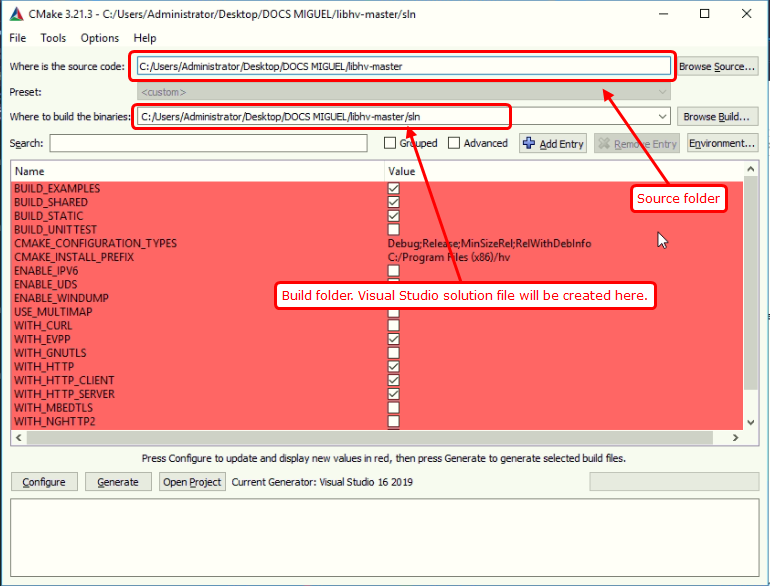 CMake 3.21.3 - C:/Users/Administrator/Desktop/DOCS MIGUEL/libhv-master/sln
File Tools Options Help
Where is the source code: C:/Users/Administrator/Desktop/DOCS MIGUEL/libhv-master Browse Source...
Preset: <custom>
Where to build the binaries: C:/Users/Administrator/Desktop/DOCS MIGUEL/libhv-master/sln Browse Build...
Search: Grouped Advanced Add Entry Remove Entry Environment...
Name Value
BUILD_EXAMPLES
Source folder
BUILD_SHARED
BUILD_STATIC
BUILD_UNITTEST
CMAKE_CONFIGURATION_TYPES Debug;Release;MinSizeRel;RelWithDebInfo
CMAKE_INSTALL_PREFIX C:/Program Files (x86)/hv
ENABLE_IPV6
ENABLE_UDS
Build folder. Visual Studio solution file will be created here.
ENABLE_WINDUMP
USE_MULTIMAP
WITH_CURL
WITH_EVPP
WITH_GNUTLS
WITH_HTTP
WITH_HTTP_CLIENT
WITH_HTTP_SERVER
WITH_MBEDTLS
WITH_NGHTTP2
Press Configure to update and display new values in red, then press Generate to generate selected build files.
Configure Generate Open Project Current Generator: Visual Studio 16 2019